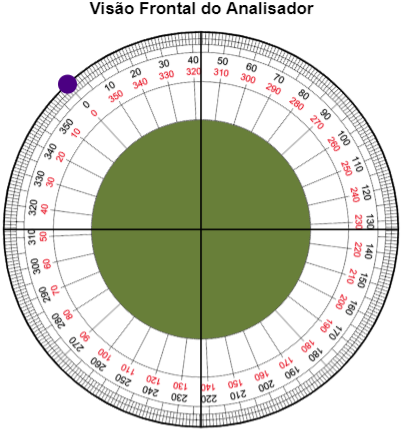 Visão Frontal do Analisador
0 10 20 30 40 50 60 70 80 90 100 110 120 130 140 150 160 170 180 190 200 210 220 230 240 250 260 270 280 290 300 310 320 330 340 350
0 350 340 330 320 310 300 290 280 270 260 250 240 230 220 210 200 190 180 170 160 150 140 130 120 110 100 90 80 70 60 50 40 30 20 10